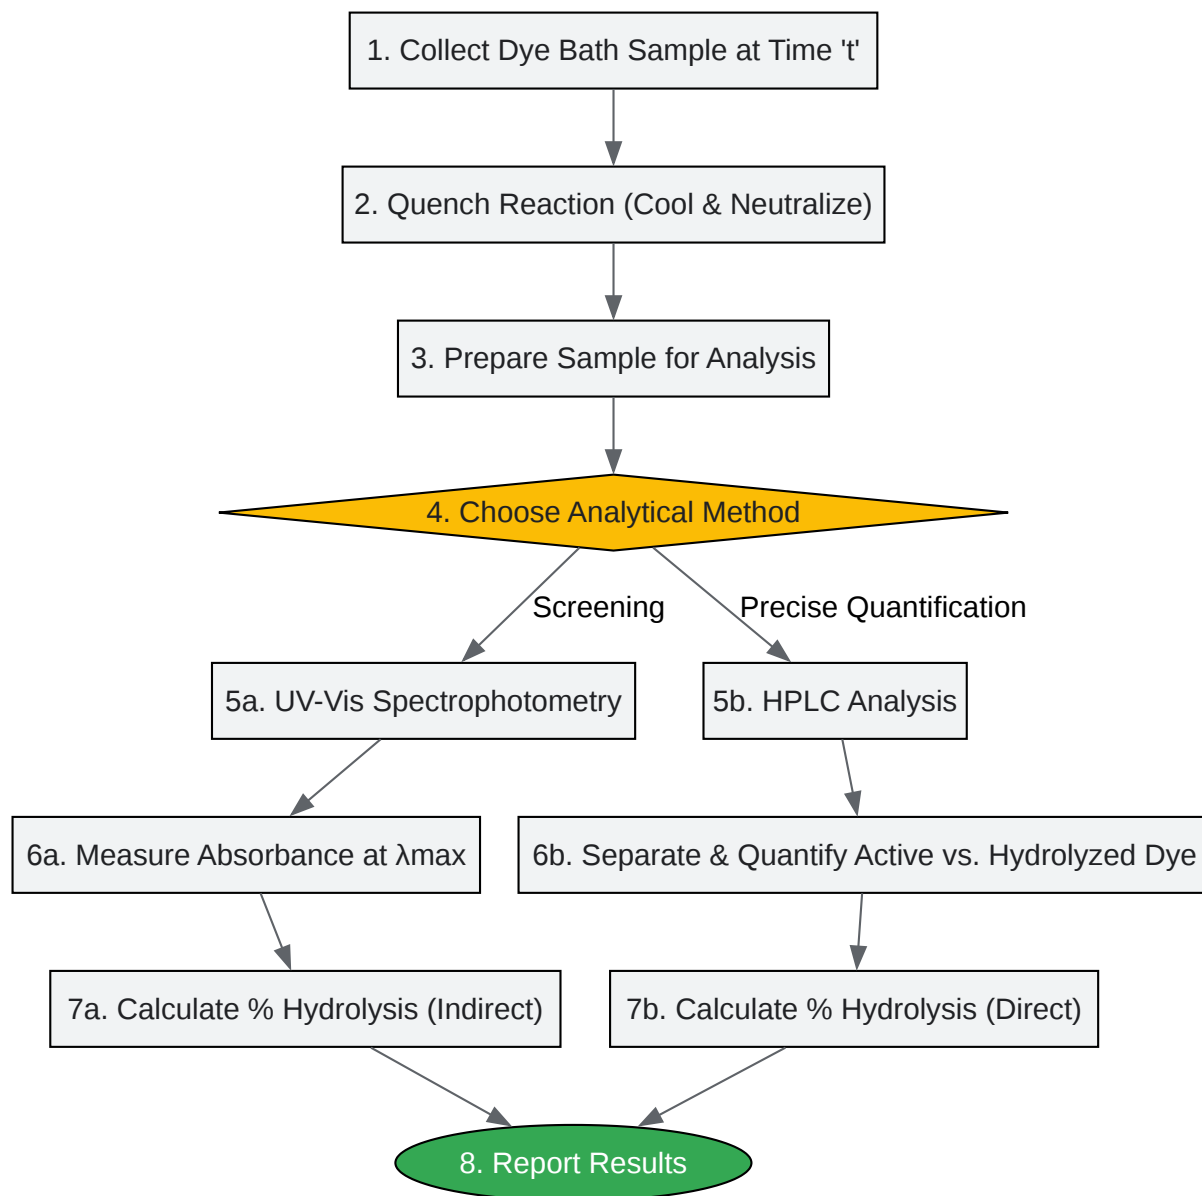 1. Collect Dye Bath Sample at Time 't'
2. Quench Reaction (Cool & Neutralize)
3. Prepare Sample for Analysis
4. Choose Analytical Method
Screening
Precise Quantification
5a. UV-Vis Spectrophotometry
5b. HPLC Analysis
6a. Measure Absorbance at λmax
6b. Separate & Quantify Active vs. Hydrolyzed Dye
7a. Calculate % Hydrolysis (Indirect)
7b. Calculate % Hydrolysis (Direct)
8. Report Results